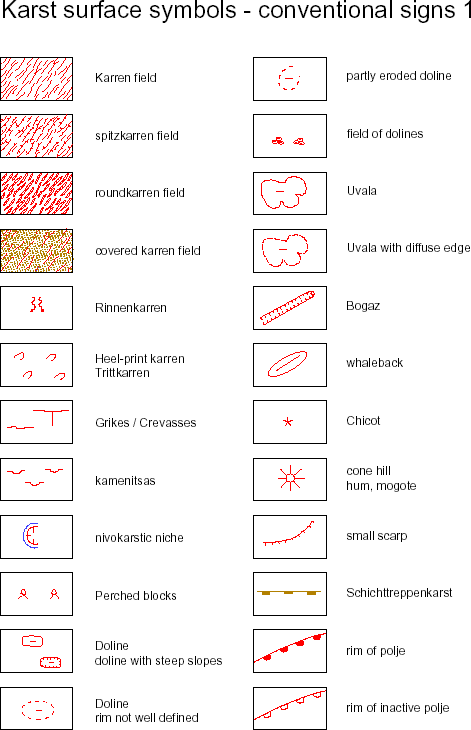 Karst surface symbols - conventional signs 1
Karren field
spitzkarren field
roundkarren field
covered karren field
Rinnenkarren
Heel-print karren
Trittkarren
Grikes / Crevasses
kamenitsas
nivokarstic niche
Perched blocks
Doline
doline with steep slopes
Doline
rim not well defined
partly eroded doline
field of dolines
Uvala
Uvala with diffuse edge
Bogaz
whaleback
Chicot
cone hill
hum, mogote
small scarp
Schichttreppenkarst
rim of polje
rim of inactive polje